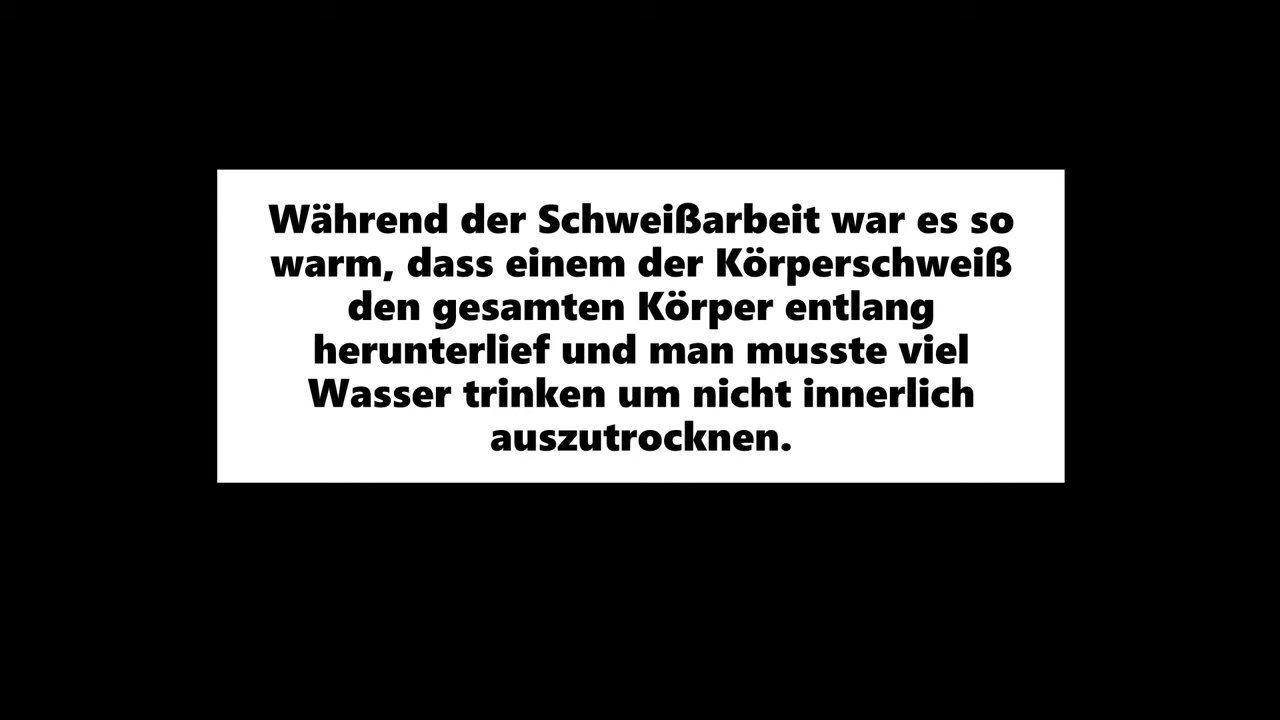 Während der Schweißarbeit war es so
warm, dass einem der Körperschweiß
den gesamten Körper entlang
herunterlief und man musste viel
Wasser trinken um nicht innerlich
auszutrocknen.